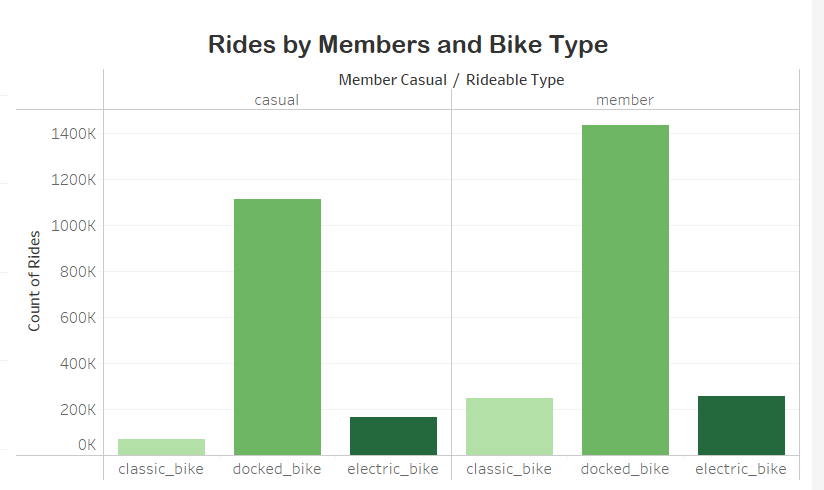 Rides by Members and Bike Type
Member Casual / Rideable Type
casual member
Count of Rides
1400K
1200K
1000K
800K
600K
400K
200K
0K
classic_bike docked_bike electric_bike classic_bike docked_bike electric_bike